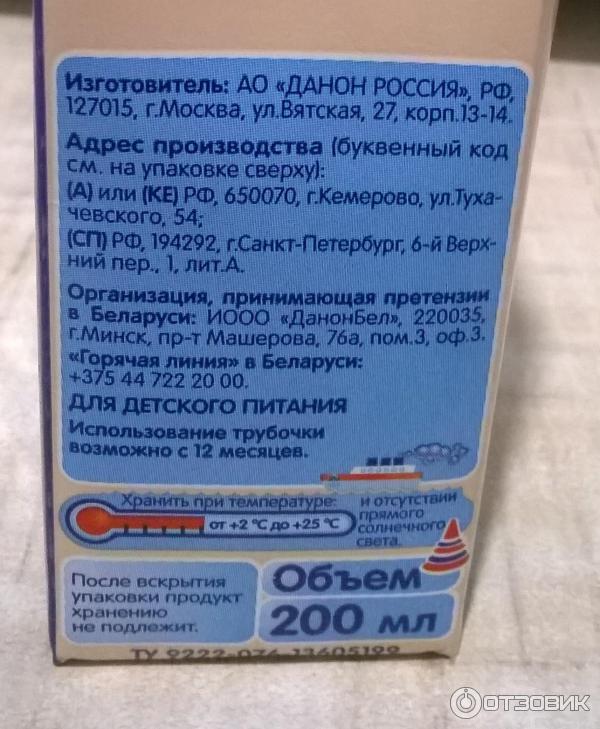 Изготовитель: АО «ДАНОН РОССИЯ», РФ,
127015, г.Москва, ул.Вятская, 27, корп.13-14.
Адрес производства (буквенный код
см. на упаковке сверху):
(А) или (КЕ) РФ, 650070, г.Кемерово, ул.Туха-
чевского, 54;
(СП) РФ, 194292, г.Санкт-Петербург, 6-й Верх-
ний пер., 1, лит.А.
Организация, принимающая претензии
в Беларуси: ИООО «ДанонБел», 220035,
г.Минск, пр-т Машерова, 76а, пом.3, оф.3.
«Горячая линия» в Беларуси:
+375 44 722 20 00.
ДЛЯ ДЕТСКОГО ПИТАНИЯ
Использование трубочки
возможно с 12 месяцев.
Хранить при температуре:
от +2 °С до +25 °С
и отсутствии
прямого
солнечного
света.
После вскрытия
упаковки продукт
хранению
не подлежит.
Объем
200 мл
ТУ 9222-076-13605199
ОТЗОВИК